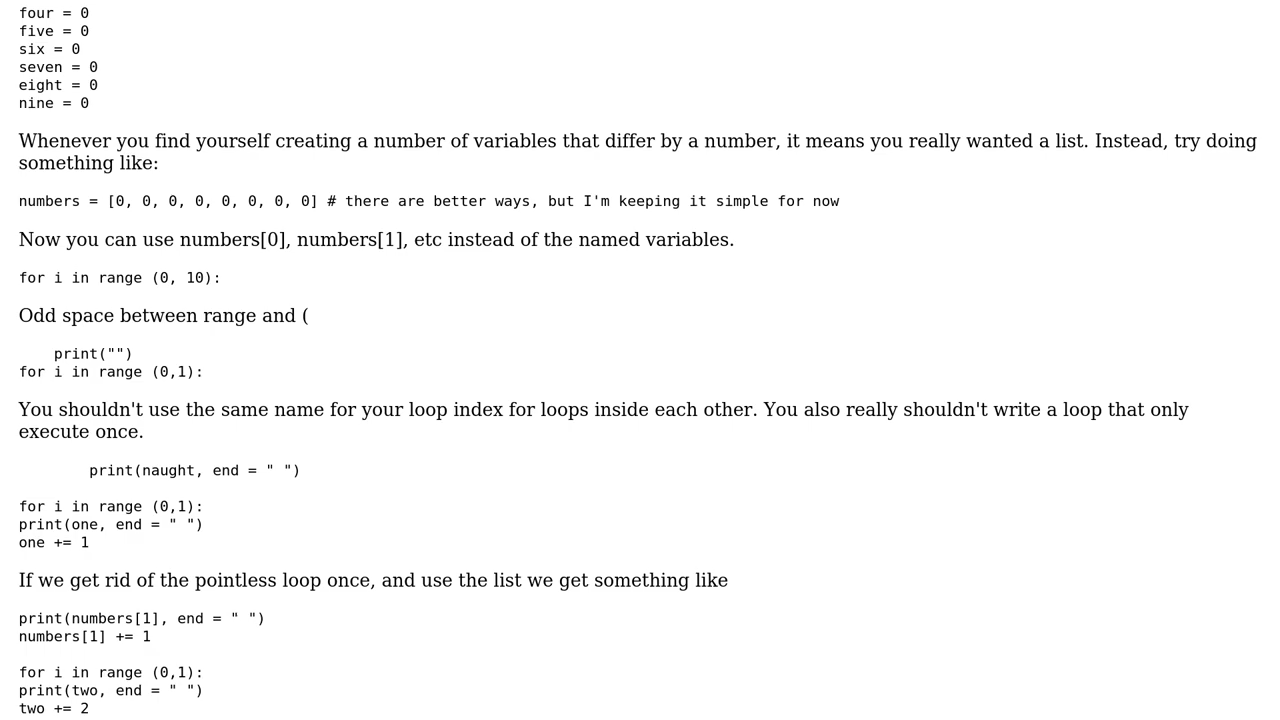 four = 0
five = 0
six = 0
seven = 0
eight = 0
nine = 0
Whenever you find yourself creating a number of variables that differ by a number, it means you really wanted a list. Instead, try doing
something like:
numbers = [0, 0, 0, 0, 0, 0, 0, 0] # there are better ways, but I'm keeping it simple for now
Now you can use numbers[0], numbers[1], etc instead of the named variables.
for i in range (0, 10):
Odd space between range and (
    print("")
for i in range (0,1):
You shouldn't use the same name for your loop index for loops inside each other. You also really shouldn't write a loop that only
execute once.
        print(naught, end = " ")
for i in range (0,1):
print(one, end = " ")
one += 1
If we get rid of the pointless loop once, and use the list we get something like
print(numbers[1], end = " ")
numbers[1] += 1
for i in range (0,1):
print(two, end = " ")
two += 2